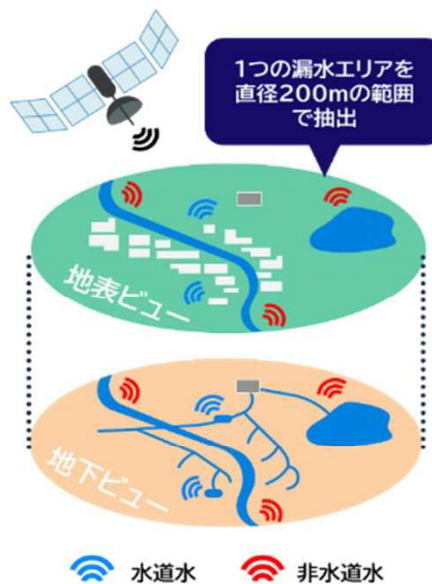 1つの漏水エリアを
直径200mの範囲
で抽出
地表ビュー
地下ビュー
水道水 非水道水